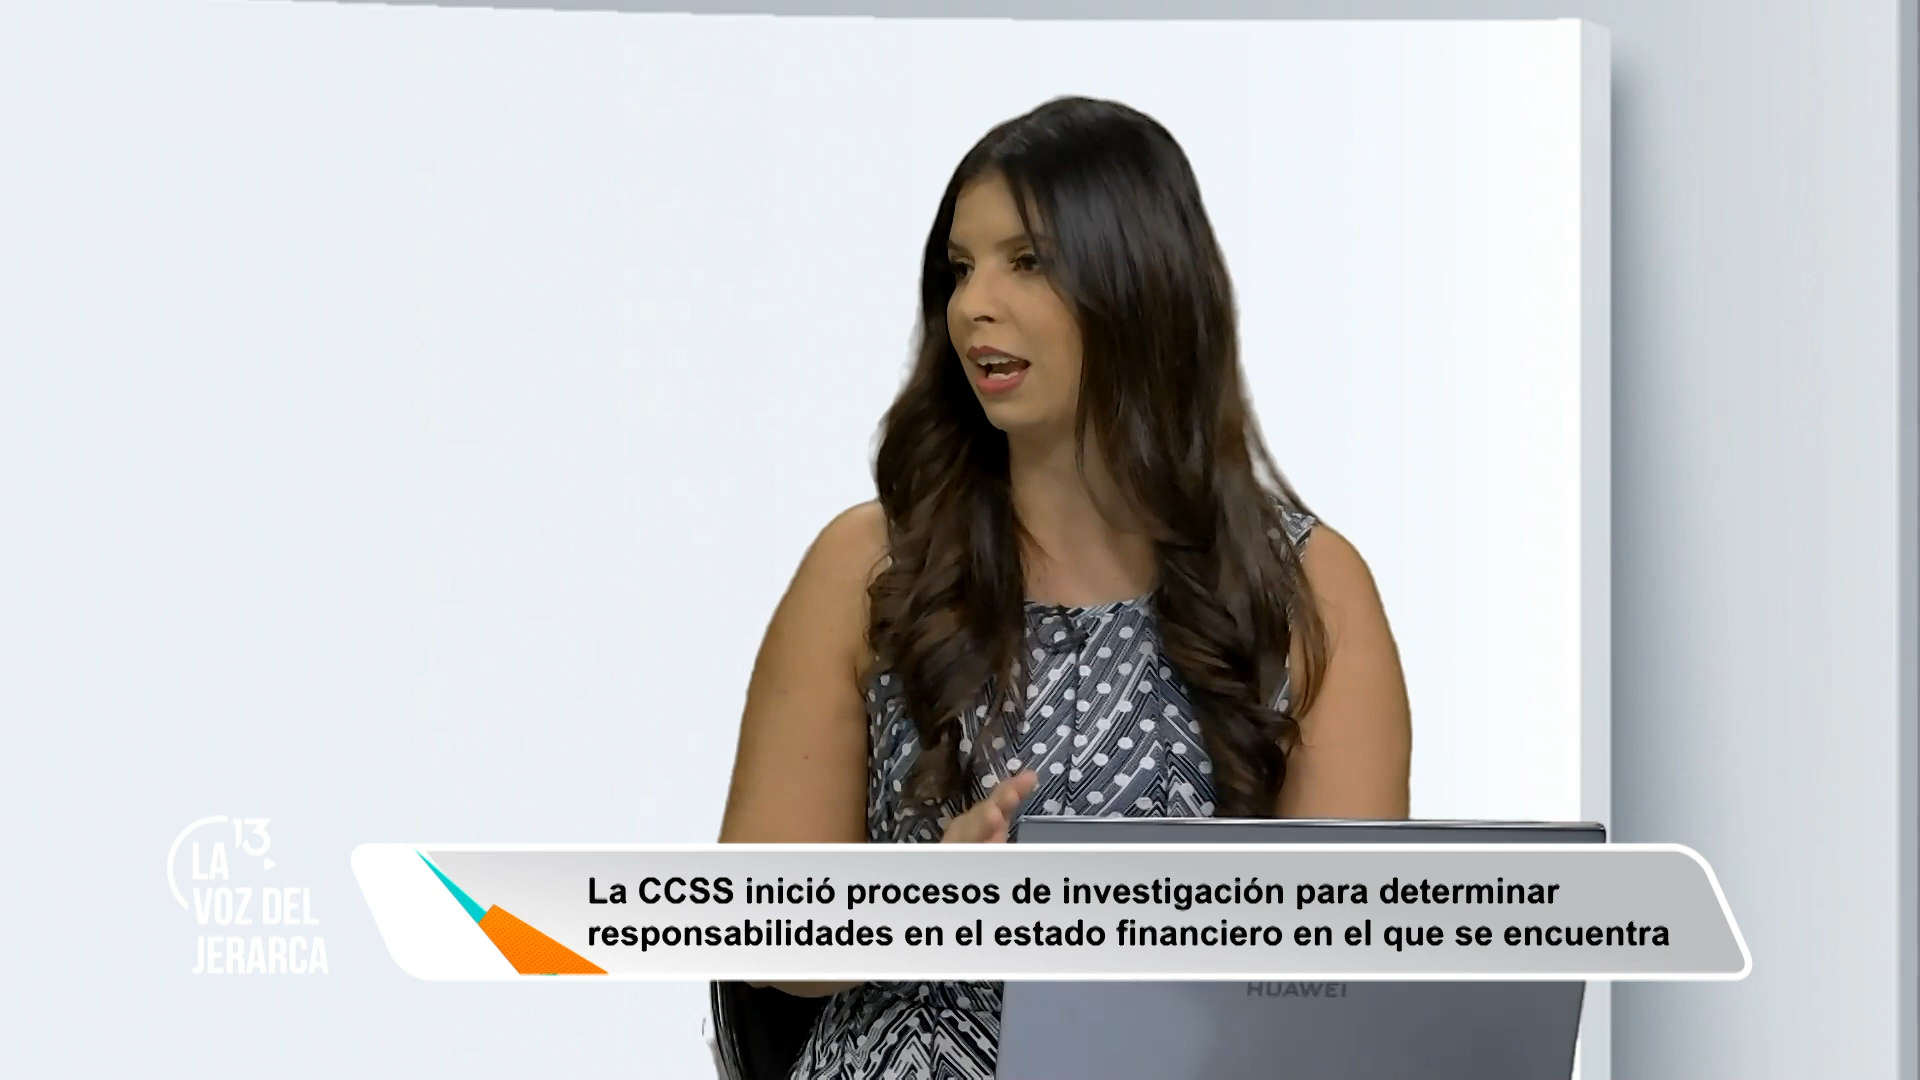 13
LA
VOZ DEL
JERARCA
La CCSS inició procesos de investigación para determinar
responsabilidades en el estado financiero en el que se encuentra
HUAWEI